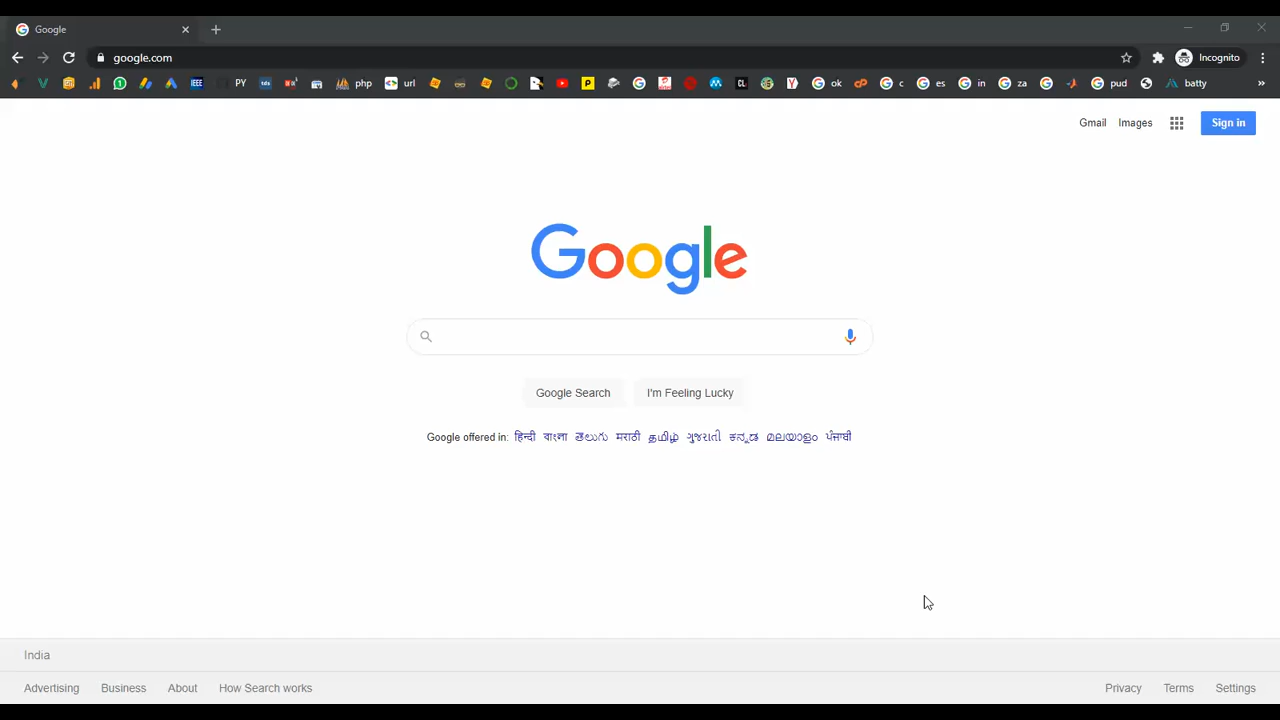 Google
google.com
Incognito
PY
php
url
ok
c
es
in
za
pud
batty
Gmail Images Sign in
Google
Google Search I'm Feeling Lucky
Google offered in: हिन्दी বাংলা తెలుగు मराठी தமிழ் ગુજરાતી ಕನ್ನಡ മലയാളം ਪੰਜਾਬੀ
India
Advertising Business About How Search works Privacy Terms Settings